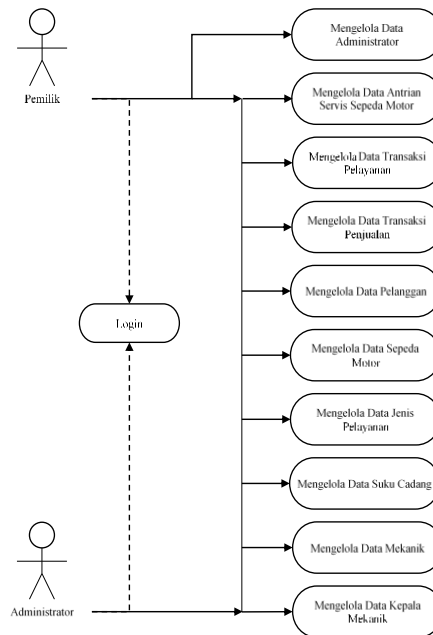 Mengelola Data
Administrator
Pemilik
Mengelola Data Antrian
Servis Sepeda Motor
Mengelola Data Transaksi
Pelayanan
Mengelola Data Transaksi
Penjualan
Mengelola Data Pelanggan
Login
Mengelola Data Sepeda
Motor
Mengelola Data Jenis
Pelayanan
Mengelola Data Suku Cadang
Mengelola Data Mekanik
Administrator
Mengelola Data Kepala
Mekanik